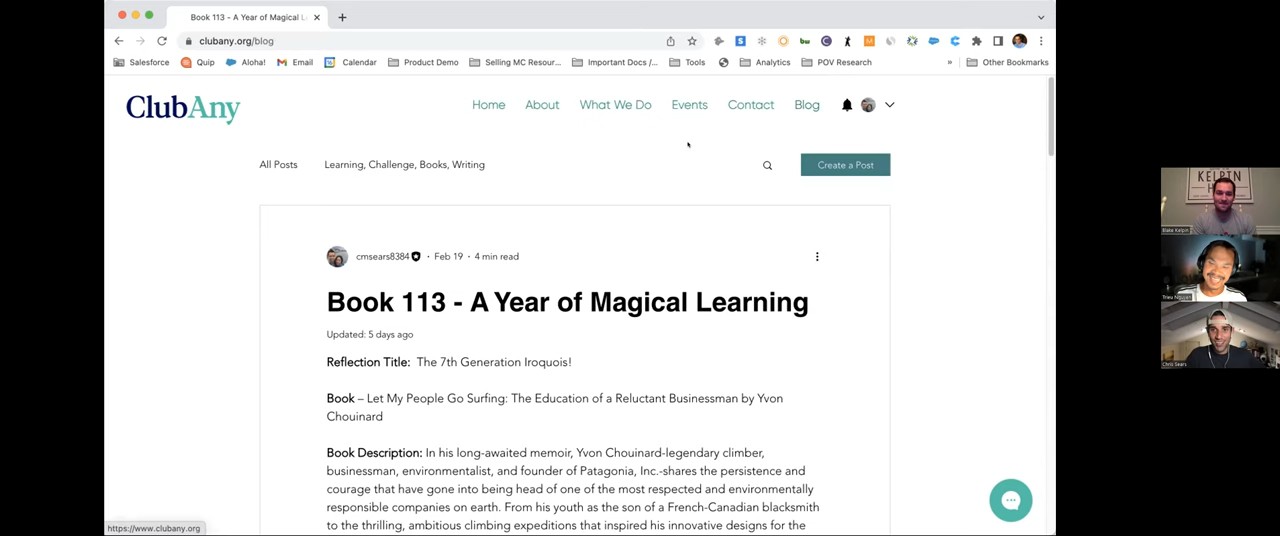 Book 113 - A Year of Magical L
clubany.org/blog
Salesforce Quip Aloha! Email Calendar Product Demo Selling MC Resour... Important Docs /... Tools Analytics POV Research » Other Bookmarks
ClubAny
Home About What We Do Events Contact Blog
All Posts Learning, Challenge, Books, Writing Create a Post
cmsears8384 · Feb 19 · 4 min read
Book 113 - A Year of Magical Learning
Updated: 5 days ago
Reflection Title: The 7th Generation Iroquois!
Book – Let My People Go Surfing: The Education of a Reluctant Businessman by Yvon
Chouinard
Book Description: In his long-awaited memoir, Yvon Chouinard-legendary climber,
businessman, environmentalist, and founder of Patagonia, Inc.-shares the persistence and
courage that have gone into being head of one of the most respected and environmentally
responsible companies on earth. From his youth as the son of a French-Canadian blacksmith
to the thrilling, ambitious climbing expeditions that inspired his innovative designs for the
https://www.clubany.org
KELPIN
Blake Kelpin
Trieu Nguyen
Chris Sears